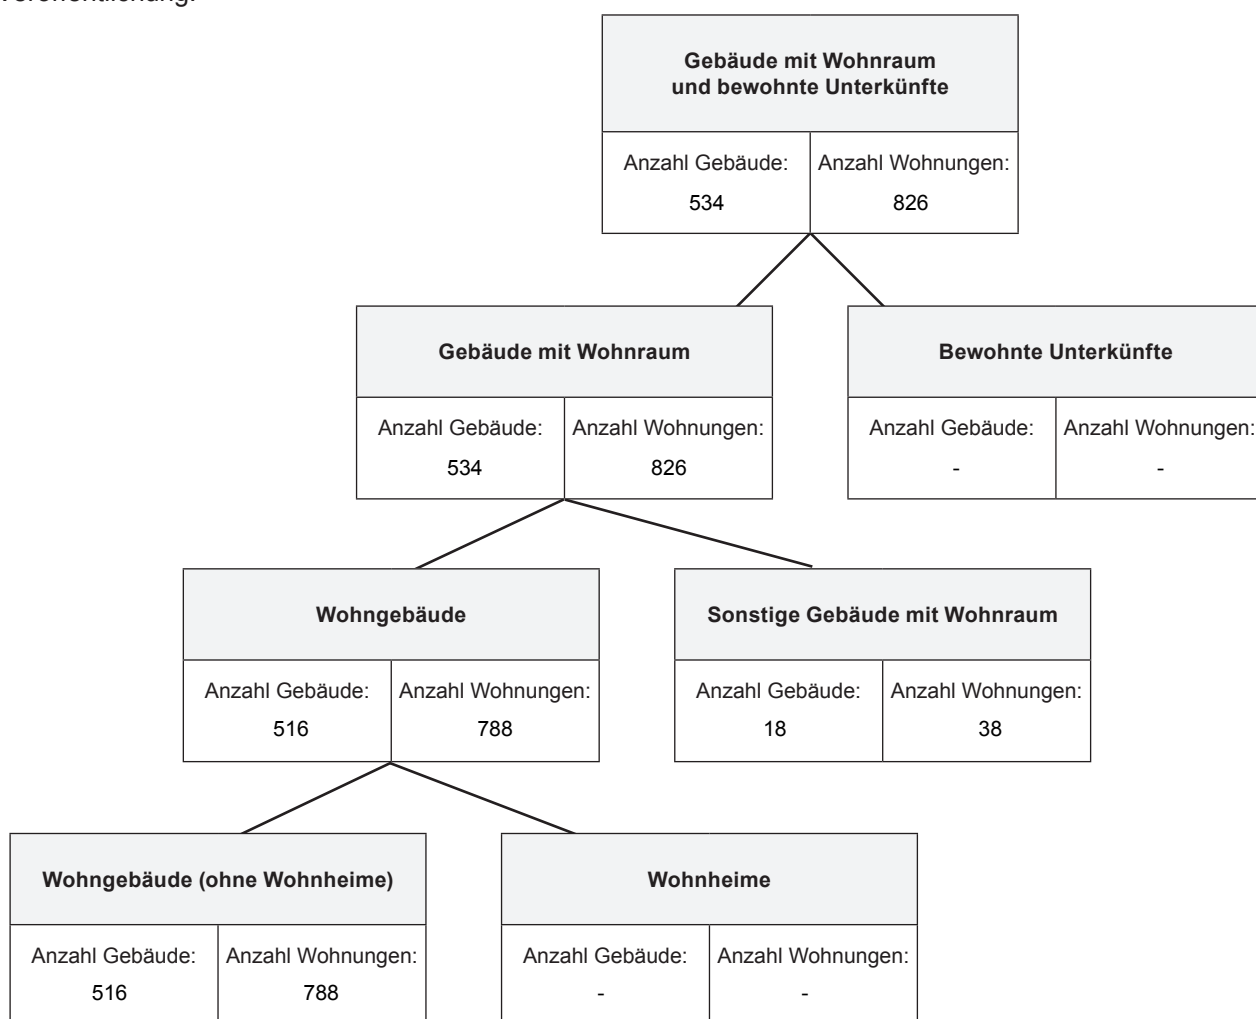 Veröffentlichung.
Gebäude mit Wohnraum
und bewohnte Unterkünfte
Anzahl Gebäude: Anzahl Wohnungen:
534 826
Gebäude mit Wohnraum Bewohnte Unterkünfte
Anzahl Gebäude: Anzahl Wohnungen: Anzahl Gebäude: Anzahl Wohnungen:
534 826 - -
Wohngebäude Sonstige Gebäude mit Wohnraum
Anzahl Gebäude: Anzahl Wohnungen: Anzahl Gebäude: Anzahl Wohnungen:
516 788 18 38
Wohngebäude (ohne Wohnheime) Wohnheime
Anzahl Gebäude: Anzahl Wohnungen: Anzahl Gebäude: Anzahl Wohnungen:
516 788 - -